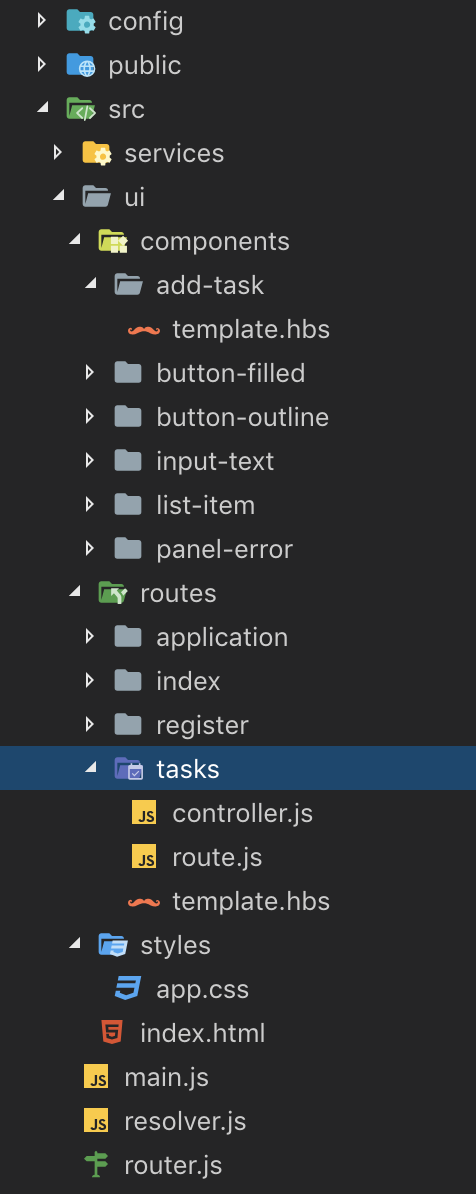 config
public
src
services
ui
components
add-task
template.hbs
button-filled
button-outline
input-text
list-item
panel-error
routes
application
index
register
tasks
JS controller.js
JS route.js
template.hbs
styles
app.css
index.html
JS main.js
JS resolver.js
router.js